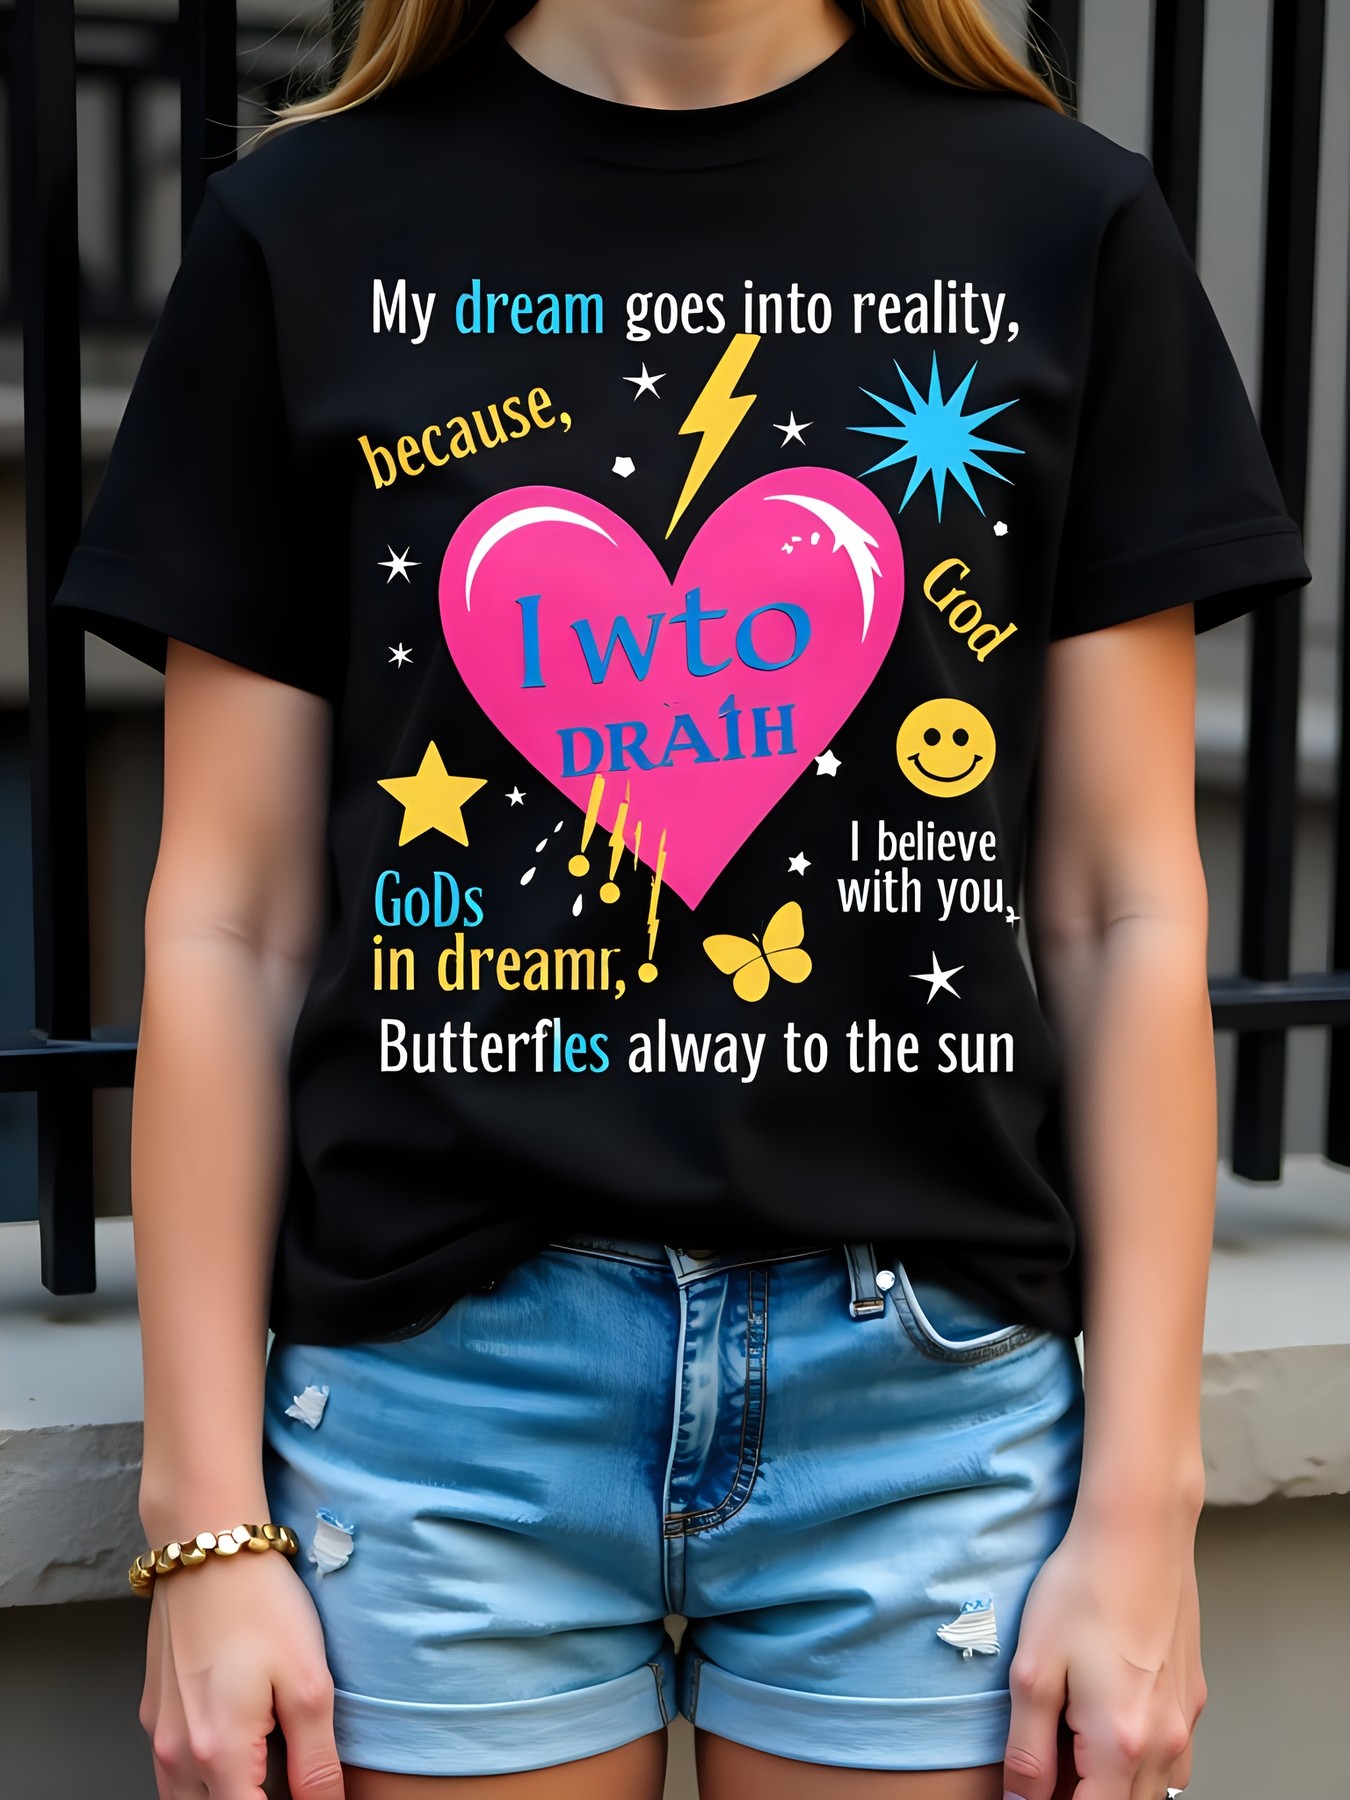 My dream goes into reality,
because,
God
I wto
DRAIH
I believe
with you,
GoDs
in dreamr,
Butterfles alway to the sun